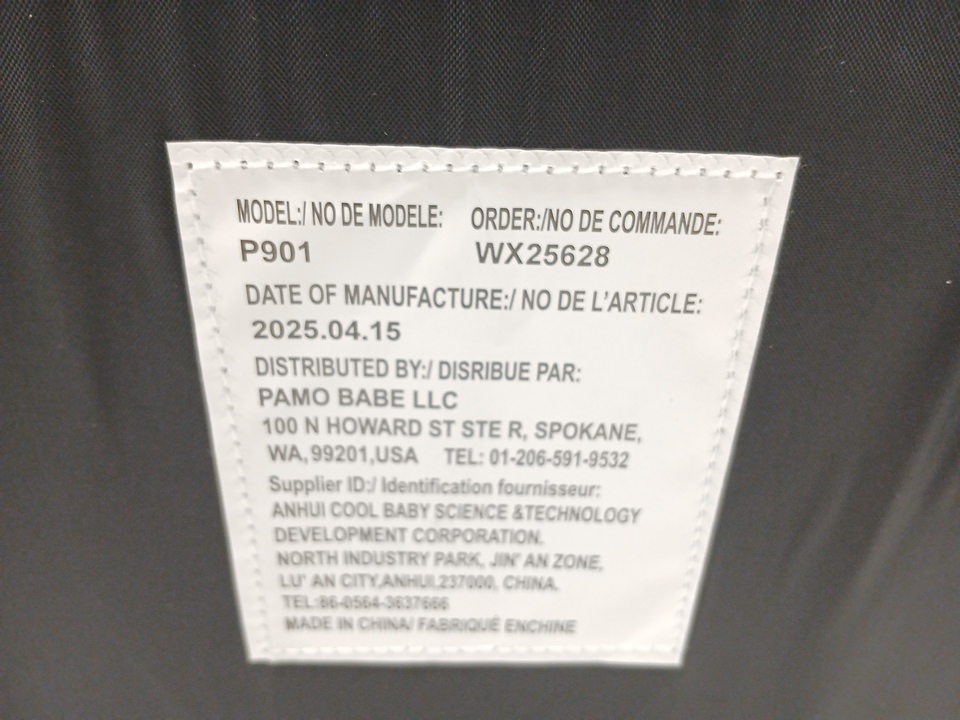 MODEL:/ NO DE MODELE: ORDER:/NO DE COMMANDE:
P901 WX25628
DATE OF MANUFACTURE:/ NO DE L'ARTICLE:
2025.04.15
DISTRIBUTED BY:/ DISRIBUE PAR:
PAMO BABE LLC
100 N HOWARD ST STE R, SPOKANE,
WA, 99201,USA TEL: 01-206-591-9532
Supplier ID:/ Identification fournisseur:
ANHUI COOL BABY SCIENCE &TECHNOLOGY
DEVELOPMENT CORPORATION.
NORTH INDUSTRY PARK, JIN' AN ZONE,
LU' AN CITY,ANHUI.237000, CHINA.
TEL:86-0564-3637666
MADE IN CHINA/ FABRIQUÉ ENCHINE